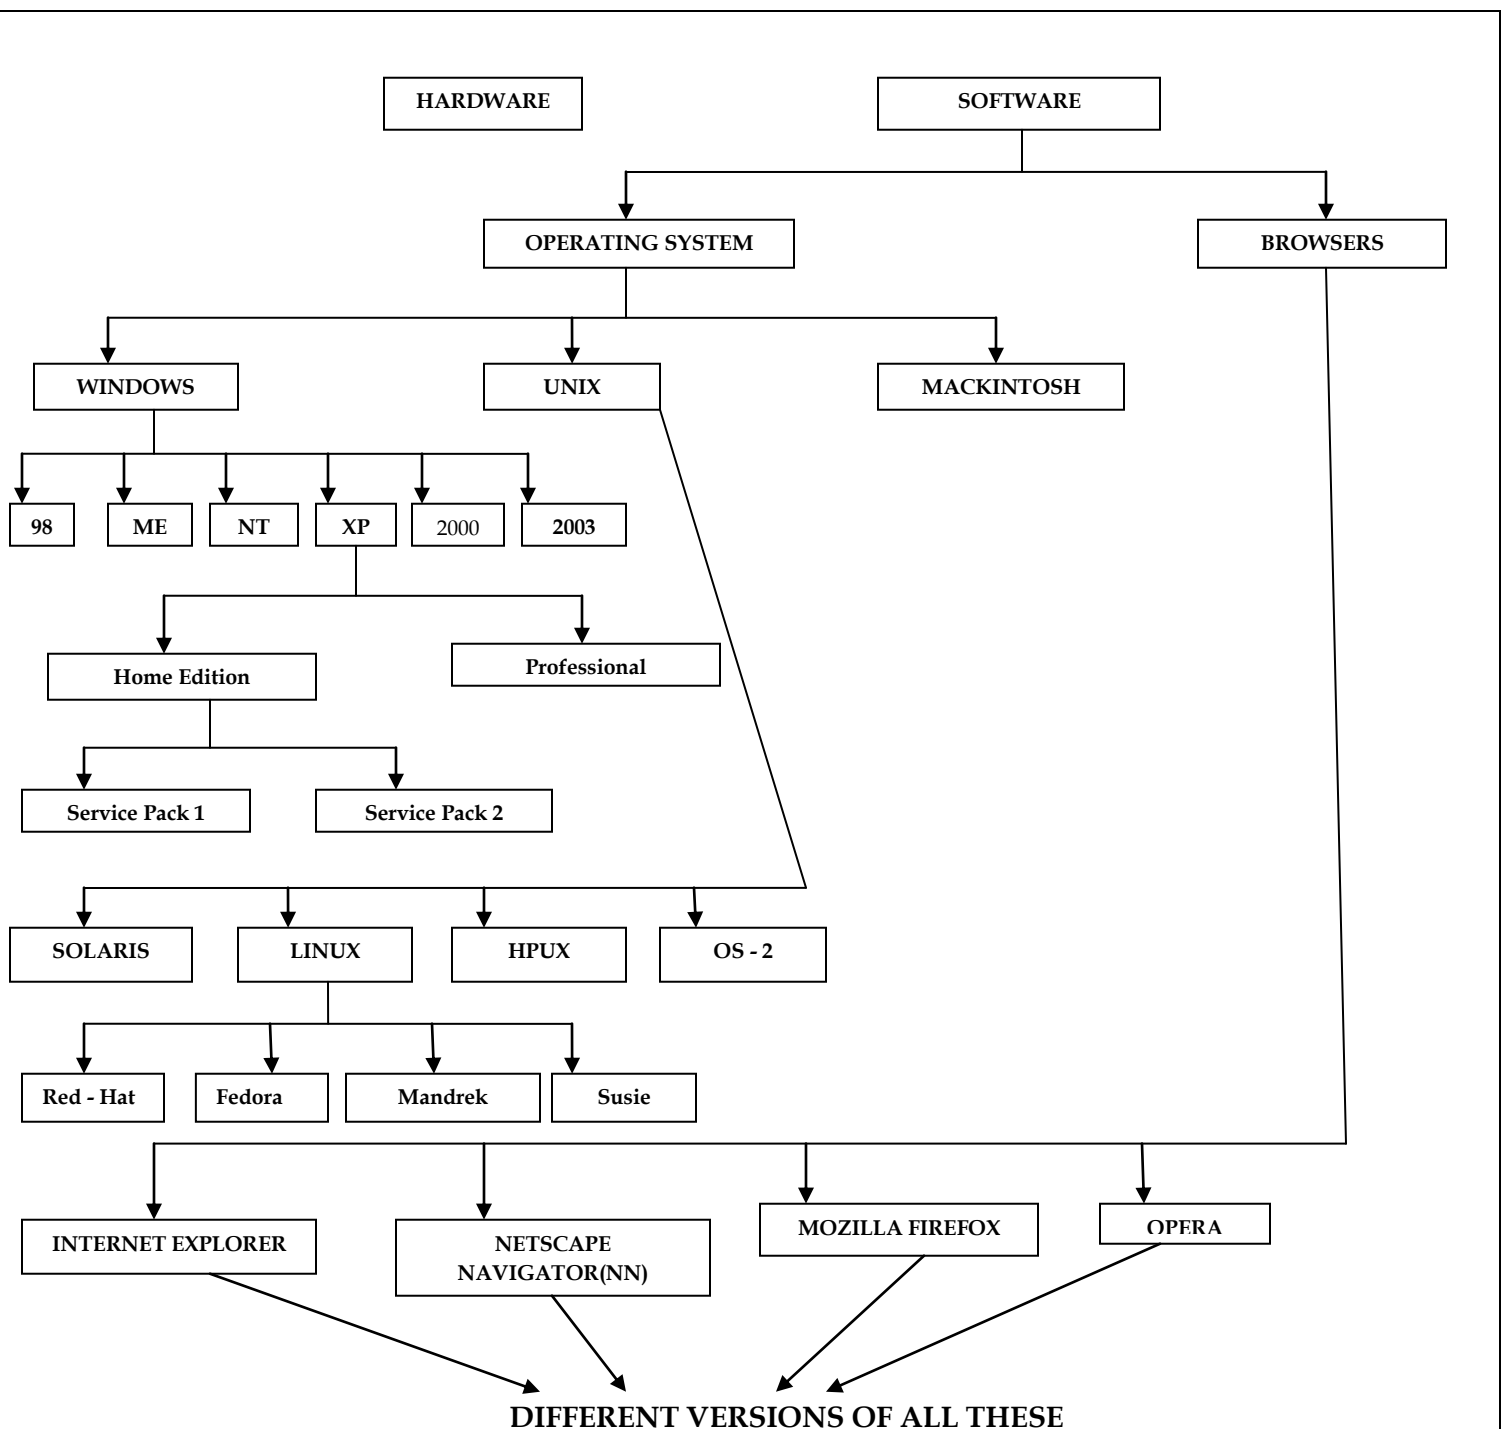 HARDWARE
SOFTWARE
OPERATING SYSTEM
BROWSERS
WINDOWS
UNIX
MACKINTOSH
98
ME
NT
XP
2000
2003
Home Edition
Professional
Service Pack 1
Service Pack 2
SOLARIS
LINUX
HPUX
OS - 2
Red - Hat
Fedora
Mandrek
Susie
INTERNET EXPLORER
NETSCAPE
NAVIGATOR(NN)
MOZILLA FIREFOX
OPERA
DIFFERENT VERSIONS OF ALL THESE